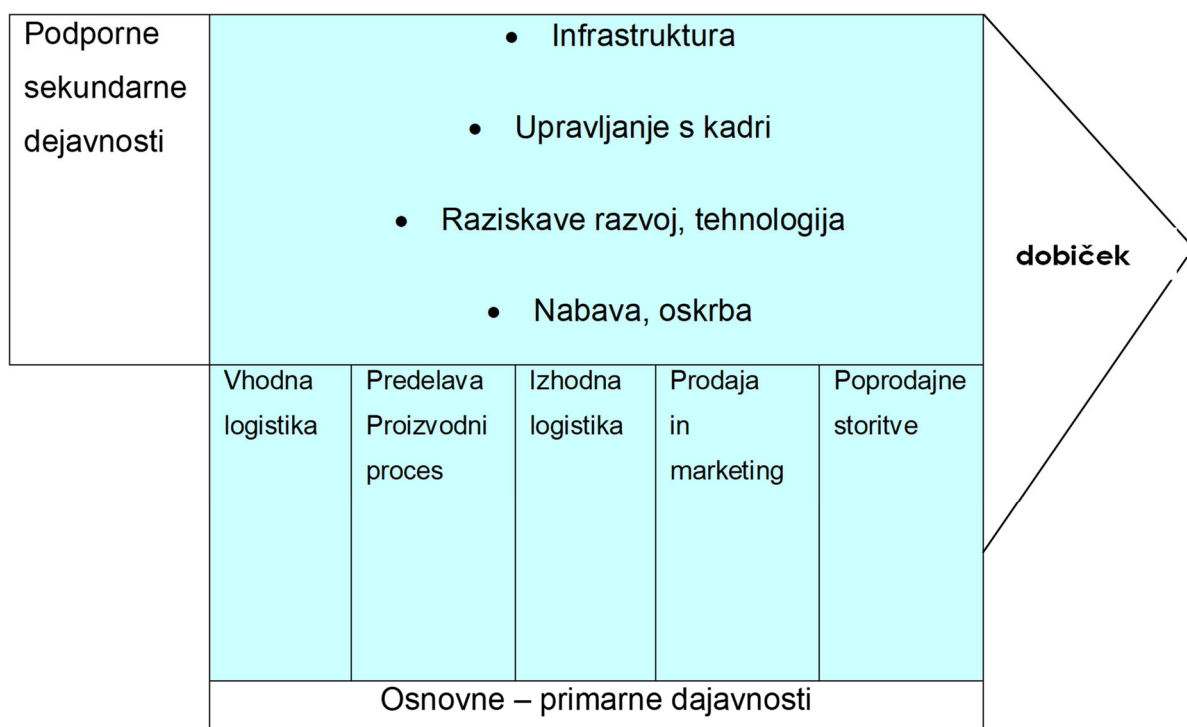 Podporne
sekundarne
dejavnosti
• Infrastruktura
• Upravljanje s kadri
• Raziskave razvoj, tehnologija
• Nabava, oskrba
dobiček
Vhodna
logistika
Predelava
Proizvodni
proces
Izhodna
logistika
Prodaja
in
marketing
Poprodajne
storitve
Osnovne – primarne dajavnosti